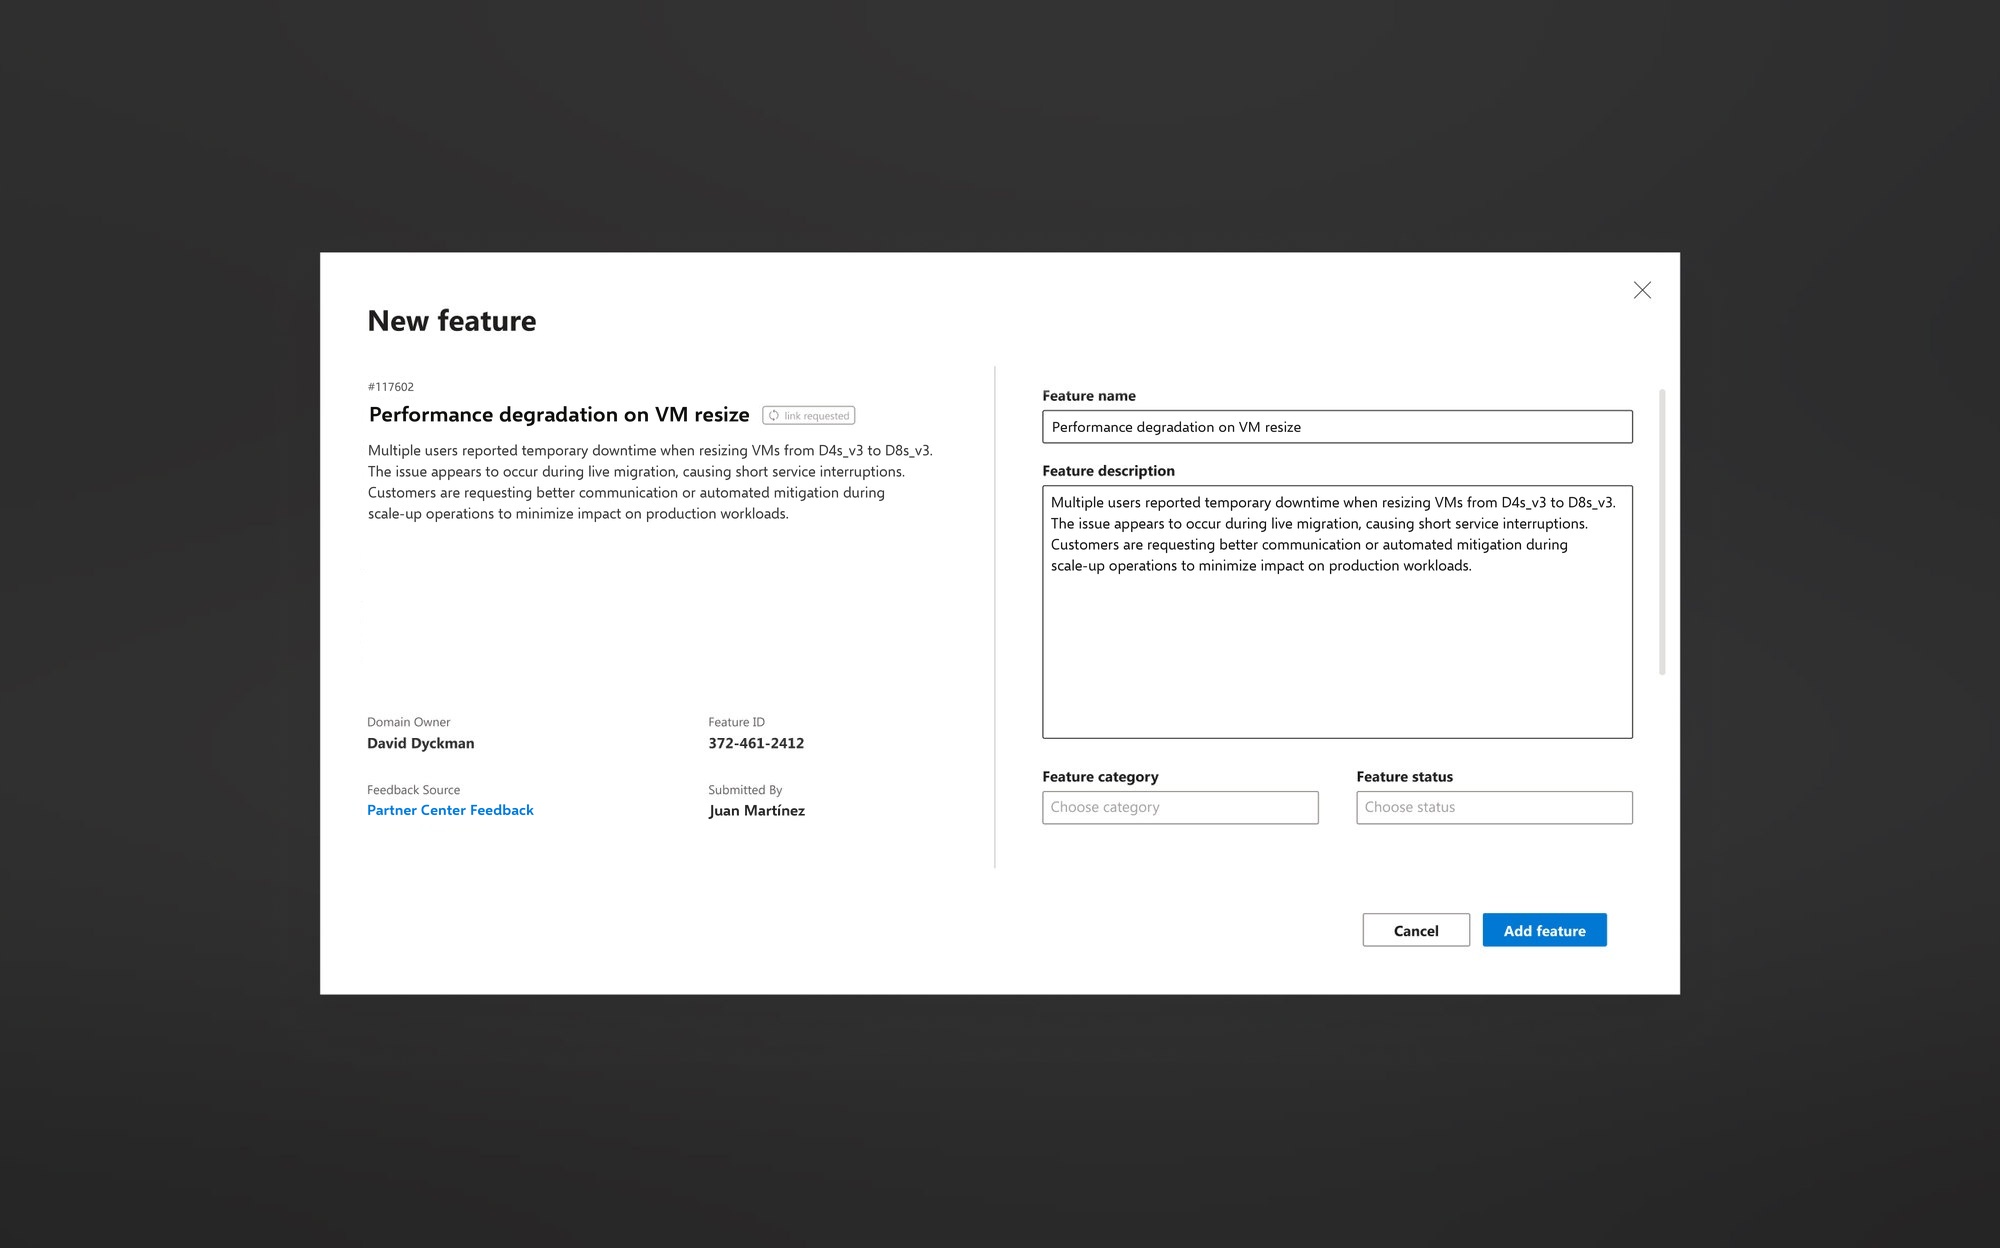 New feature
#117602
Performance degradation on VM resize
link requested
Multiple users reported temporary downtime when resizing VMs from D4s_v3 to D8s_v3.
The issue appears to occur during live migration, causing short service interruptions.
Customers are requesting better communication or automated mitigation during
scale-up operations to minimize impact on production workloads.
Domain Owner
David Dyckman
Feature ID
372-461-2412
Feedback Source
Partner Center Feedback
Submitted By
Juan Martínez
Feature name
Performance degradation on VM resize
Feature description
Multiple users reported temporary downtime when resizing VMs from D4s_v3 to D8s_v3.
The issue appears to occur during live migration, causing short service interruptions.
Customers are requesting better communication or automated mitigation during
scale-up operations to minimize impact on production workloads.
Feature category
Choose category
Feature status
Choose status
Cancel
Add feature